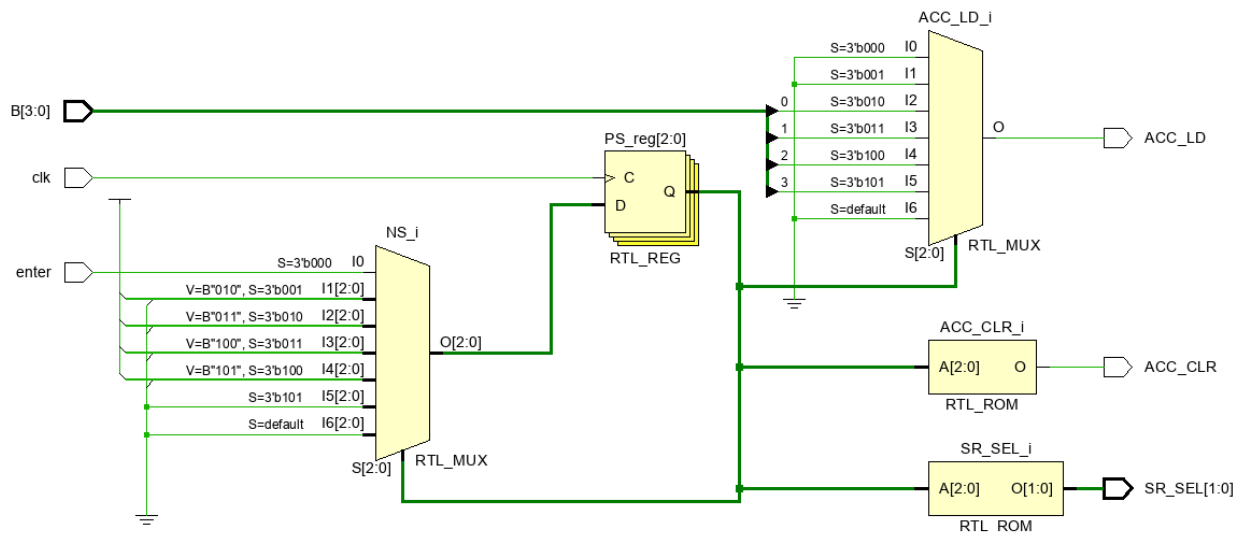 ACC_LD_i
S=3'b000 I0
S=3'b001 I1
B[3:0] 0 S=3'b010 I2
1 S=3'b011 I3 O ACC_LD
2 S=3'b100 I4
3 S=3'b101 I5
S=default I6
S[2:0] RTL_MUX
PS_reg[2:0]
clk C Q
D
RTL_REG
NS_i
enter S=3'b000 I0
V=B"010", S=3'b001 I1[2:0]
V=B"011", S=3'b010 I2[2:0]
V=B"100", S=3'b011 I3[2:0] O[2:0]
V=B"101", S=3'b100 I4[2:0]
S=3'b101 I5[2:0]
S=default I6[2:0]
S[2:0] RTL_MUX
ACC_CLR_i
A[2:0] O ACC_CLR
RTL_ROM
SR_SEL_i
A[2:0] O[1:0] SR_SEL[1:0]
RTL_ROM